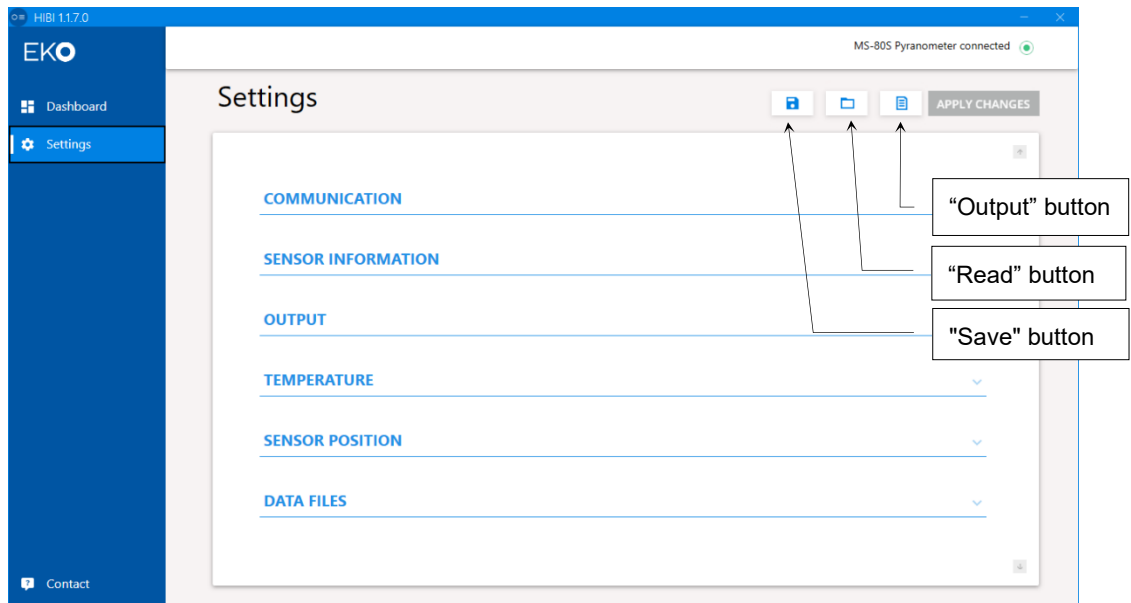 HIBI 1.1.7.0
EKO
MS-80S Pyranometer connected
Dashboard
Settings
Settings
APPLY CHANGES
COMMUNICATION
“Output” button
SENSOR INFORMATION
“Read” button
OUTPUT
"Save" button
TEMPERATURE
SENSOR POSITION
DATA FILES
Contact